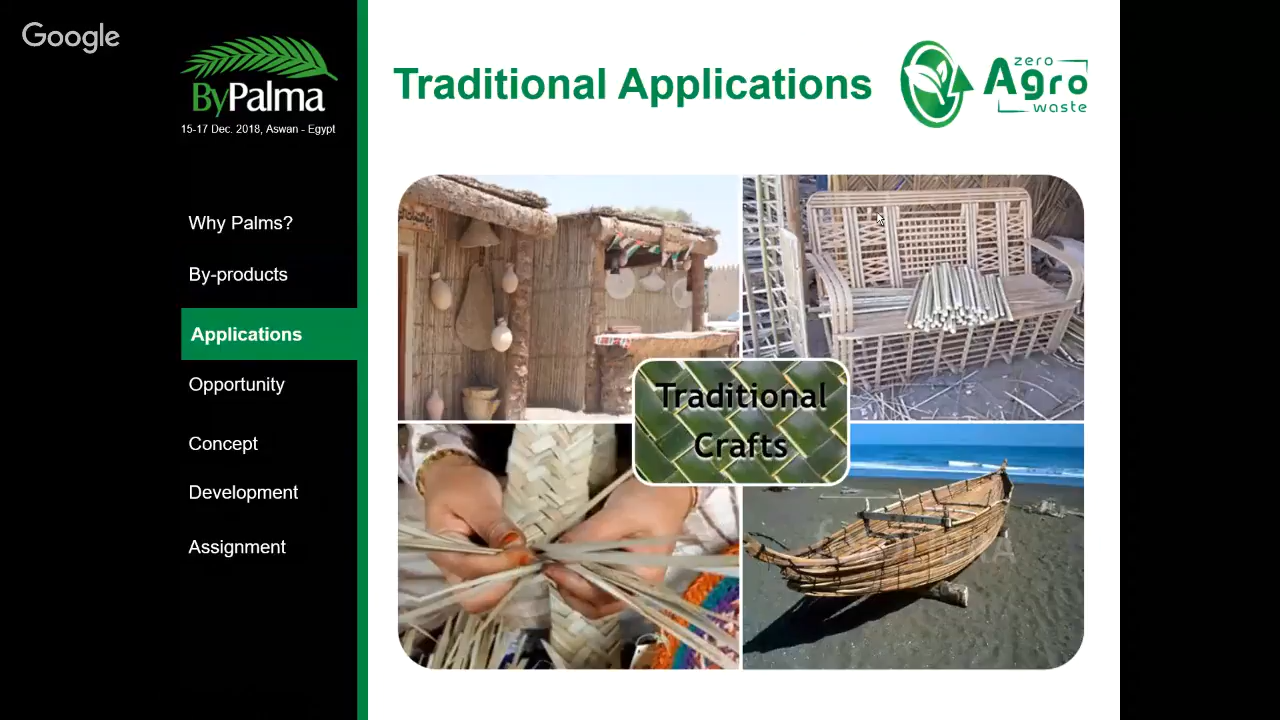 Google
ByPalma
15-17 Dec. 2018, Aswan - Egypt
Why Palms?
By-products
Applications
Opportunity
Concept
Development
Assignment
Traditional Applications
zero
Agro
waste
Traditional
Crafts